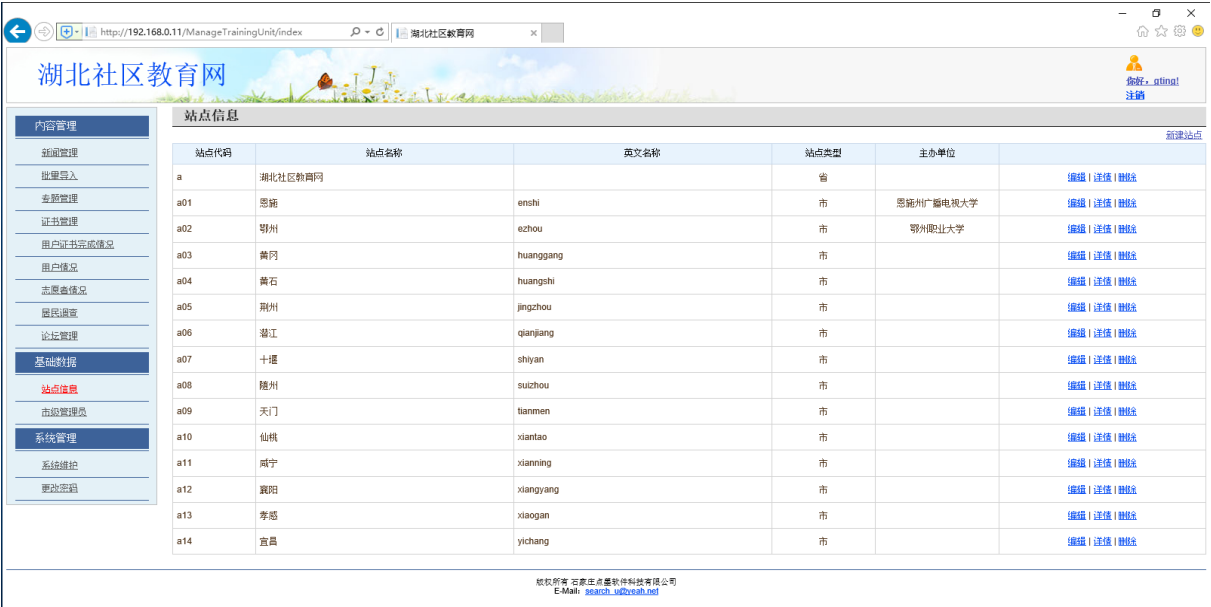 http://192.168.0.11/ManageTrainingUnit/index
湖北社区教育网
湖北社区教育网
你好，qting!
注销
内容管理
新闻管理
批量导入
专题管理
证书管理
用户证书完成情况
用户情况
志愿者情况
居民调查
论坛管理
基础数据
站点信息
市级管理员
系统管理
系统维护
更改密码
站点信息
新建站点
站点代码 站点名称 英文名称 站点类型 主办单位
a 湖北社区教育网 省 编辑 | 详情 | 删除
a01 恩施 enshi 市 恩施州广播电视大学 编辑 | 详情 | 删除
a02 鄂州 ezhou 市 鄂州职业大学 编辑 | 详情 | 删除
a03 黄冈 huanggang 市 编辑 | 详情 | 删除
a04 黄石 huangshi 市 编辑 | 详情 | 删除
a05 荆州 jingzhou 市 编辑 | 详情 | 删除
a06 潜江 qianjiang 市 编辑 | 详情 | 删除
a07 十堰 shiyan 市 编辑 | 详情 | 删除
a08 随州 suizhou 市 编辑 | 详情 | 删除
a09 天门 tianmen 市 编辑 | 详情 | 删除
a10 仙桃 xiantao 市 编辑 | 详情 | 删除
a11 咸宁 xianning 市 编辑 | 详情 | 删除
a12 襄阳 xiangyang 市 编辑 | 详情 | 删除
a13 孝感 xiaogan 市 编辑 | 详情 | 删除
a14 宜昌 yichang 市 编辑 | 详情 | 删除
版权所有 石家庄点墨软件科技有限公司
E-Mail: search_u@yeah.net